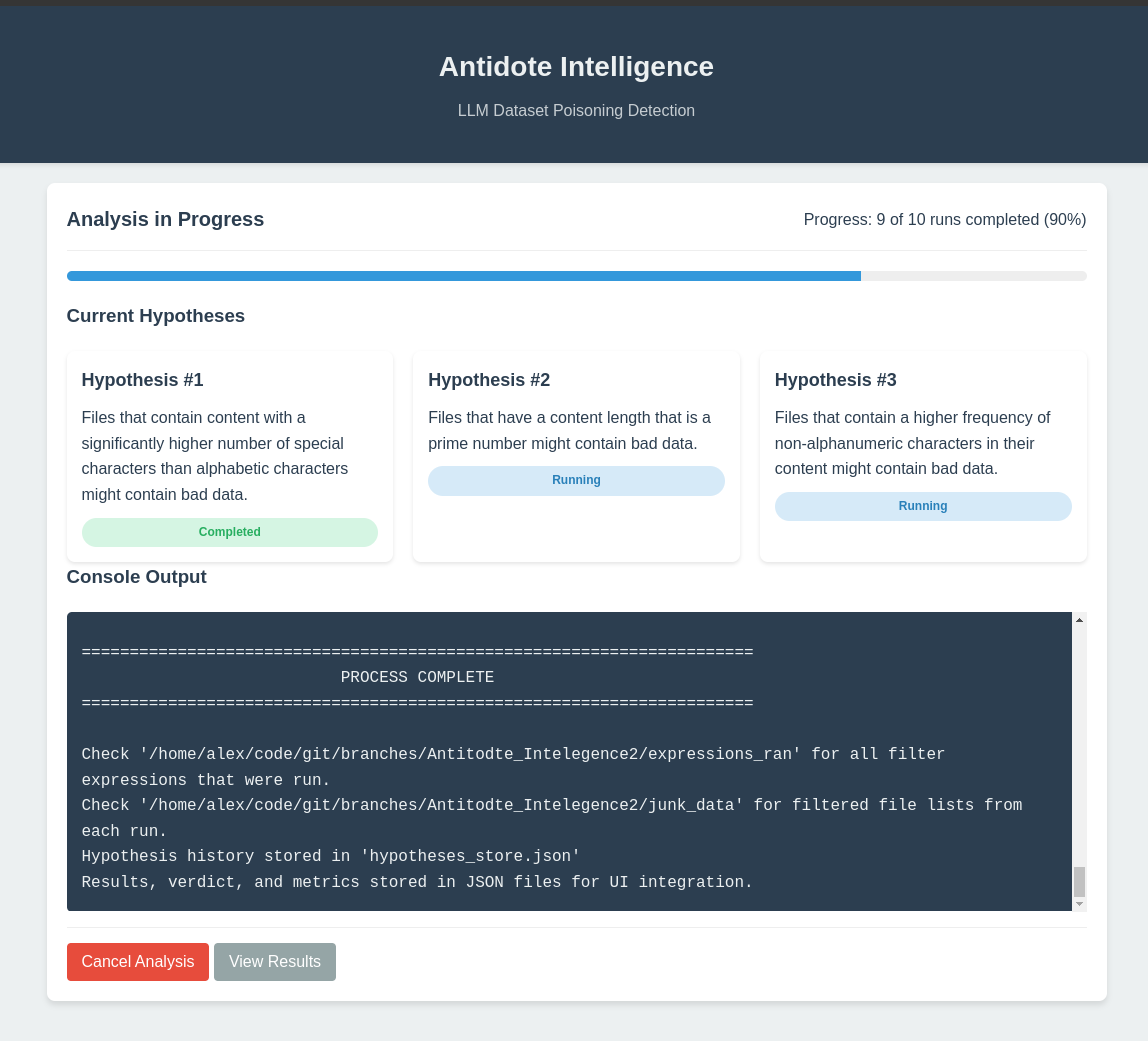 Antidote Intelligence
LLM Dataset Poisoning Detection
Analysis in Progress
Progress: 9 of 10 runs completed (90%)
Current Hypotheses
Hypothesis #1
Files that contain content with a
significantly higher number of special
characters than alphabetic characters
might contain bad data.
Completed
Hypothesis #2
Files that have a content length that is a
prime number might contain bad data.
Running
Hypothesis #3
Files that contain a higher frequency of
non-alphanumeric characters in their
content might contain bad data.
Running
Console Output
======================================================================
PROCESS COMPLETE
======================================================================
Check '/home/alex/code/git/branches/Antitodte_Intelegence2/expressions_ran' for all filter
expressions that were run.
Check '/home/alex/code/git/branches/Antitodte_Intelegence2/junk_data' for filtered file lists from
each run.
Hypothesis history stored in 'hypotheses_store.json'
Results, verdict, and metrics stored in JSON files for UI integration.
Cancel Analysis
View Results